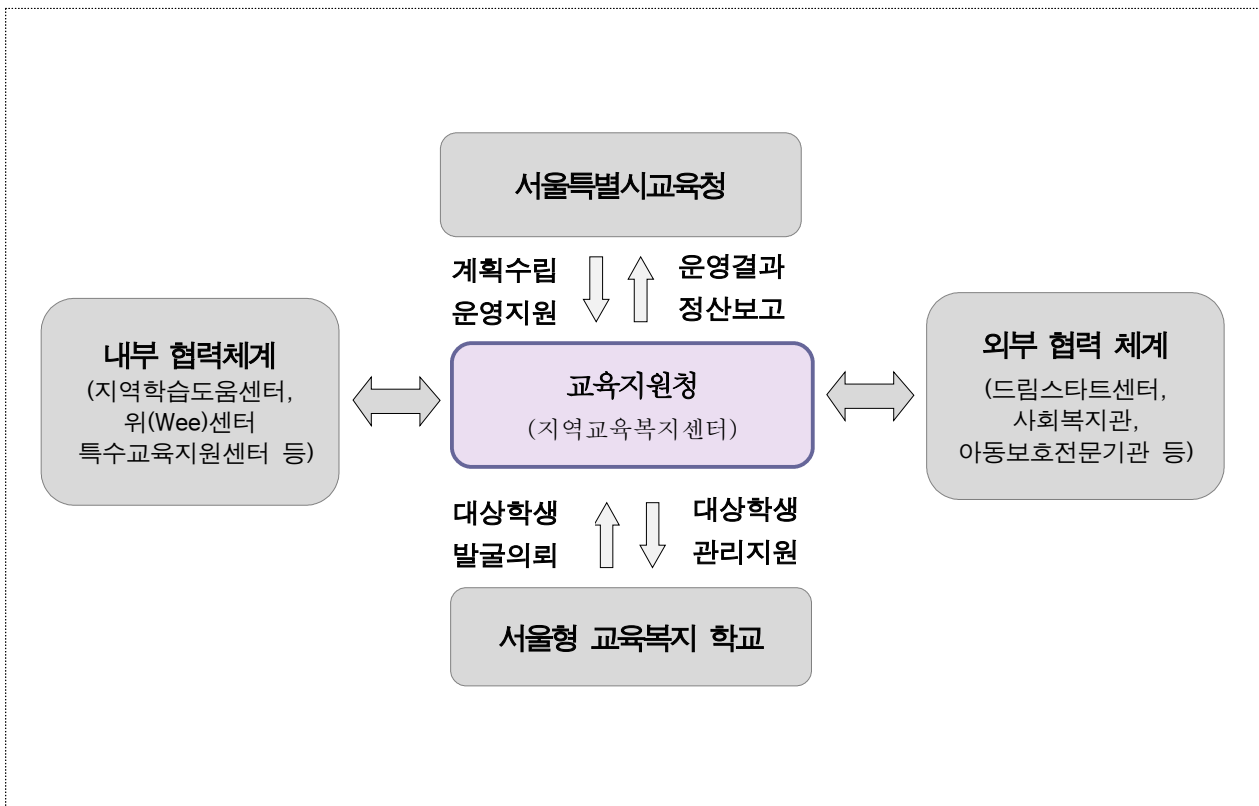 서울특별시교육청
계획수립
운영지원
운영결과
정산보고
내부 협력체계
(지역학습도움센터,
위(Wee)센터
특수교육지원센터 등)
교육지원청
(지역교육복지센터)
외부 협력 체계
(드림스타트센터,
사회복지관,
아동보호전문기관 등)
대상학생
발굴의뢰
대상학생
관리지원
서울형 교육복지 학교